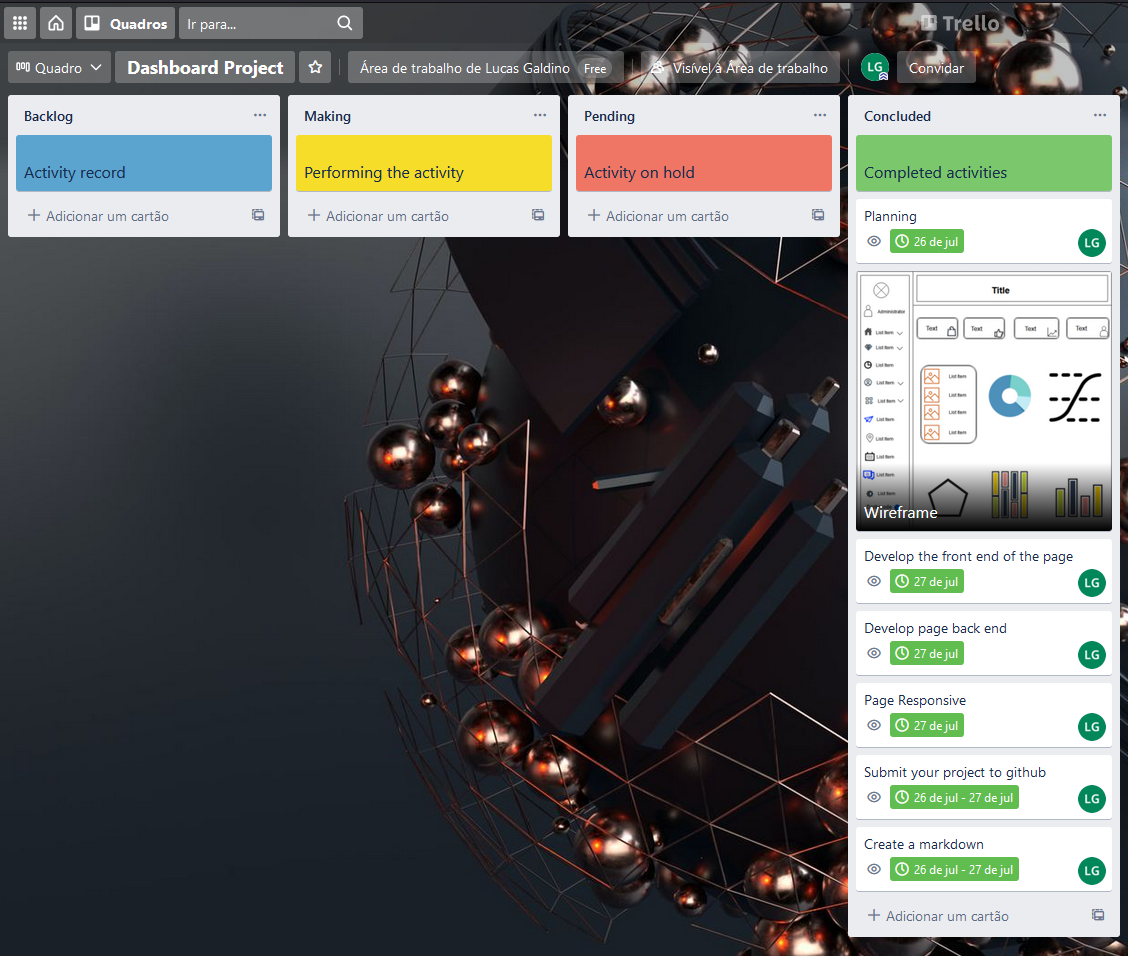 Quadros
Ir para...
Trello
Quadro
Dashboard Project
Área de trabalho de Lucas Galdino
Free
Visível à Área de trabalho
LG
Convidar
Backlog
Activity record
Adicionar um cartão
Making
Performing the activity
Adicionar um cartão
Pending
Activity on hold
Adicionar um cartão
Concluded
Completed activities
Planning
26 de jul
LG
Title
Administrator
Text
Text
Text
Text
List Item
List Item
List Item
List Item
List Item
List Item
List Item
List Item
List Item
List Item
List Item
List Item
List Item
List Item
Wireframe
Develop the front end of the page
27 de jul
LG
Develop page back end
27 de jul
LG
Page Responsive
27 de jul
LG
Submit your project to github
26 de jul - 27 de jul
LG
Create a markdown
26 de jul - 27 de jul
LG
Adicionar um cartão